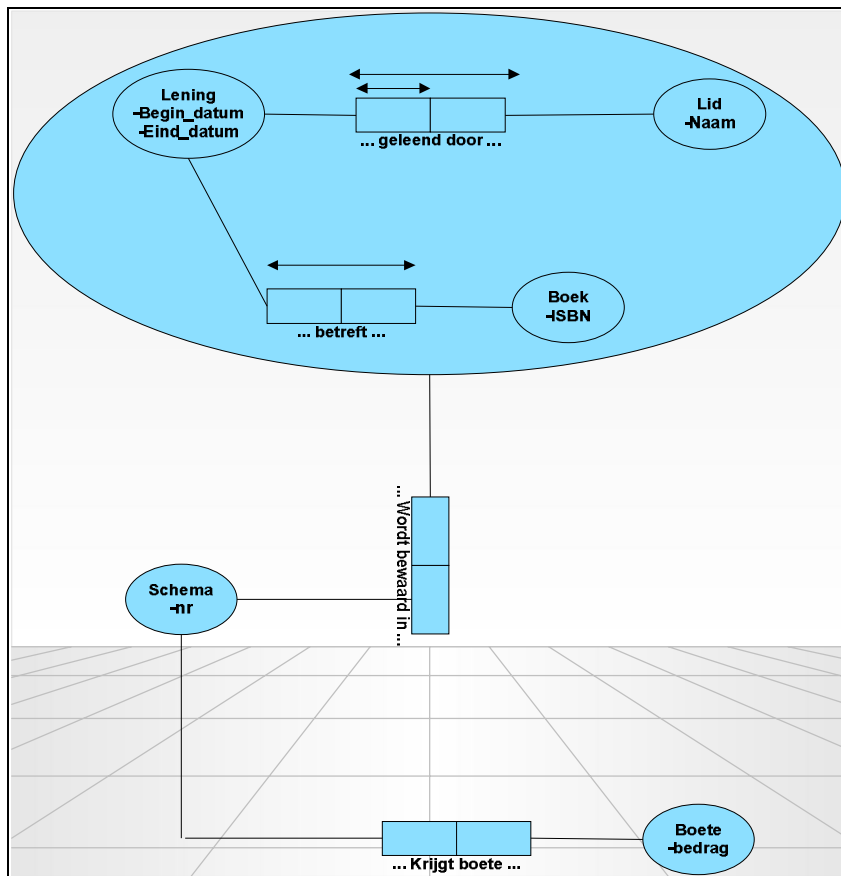 Lening
-Begin_datum
-Eind_datum
Lid
-Naam
... geleend door ...
Boek
-ISBN
... betreft ...
... Wordt bewaard in ...
Schema
-nr
Boete
-bedrag
... Krijgt boete ...